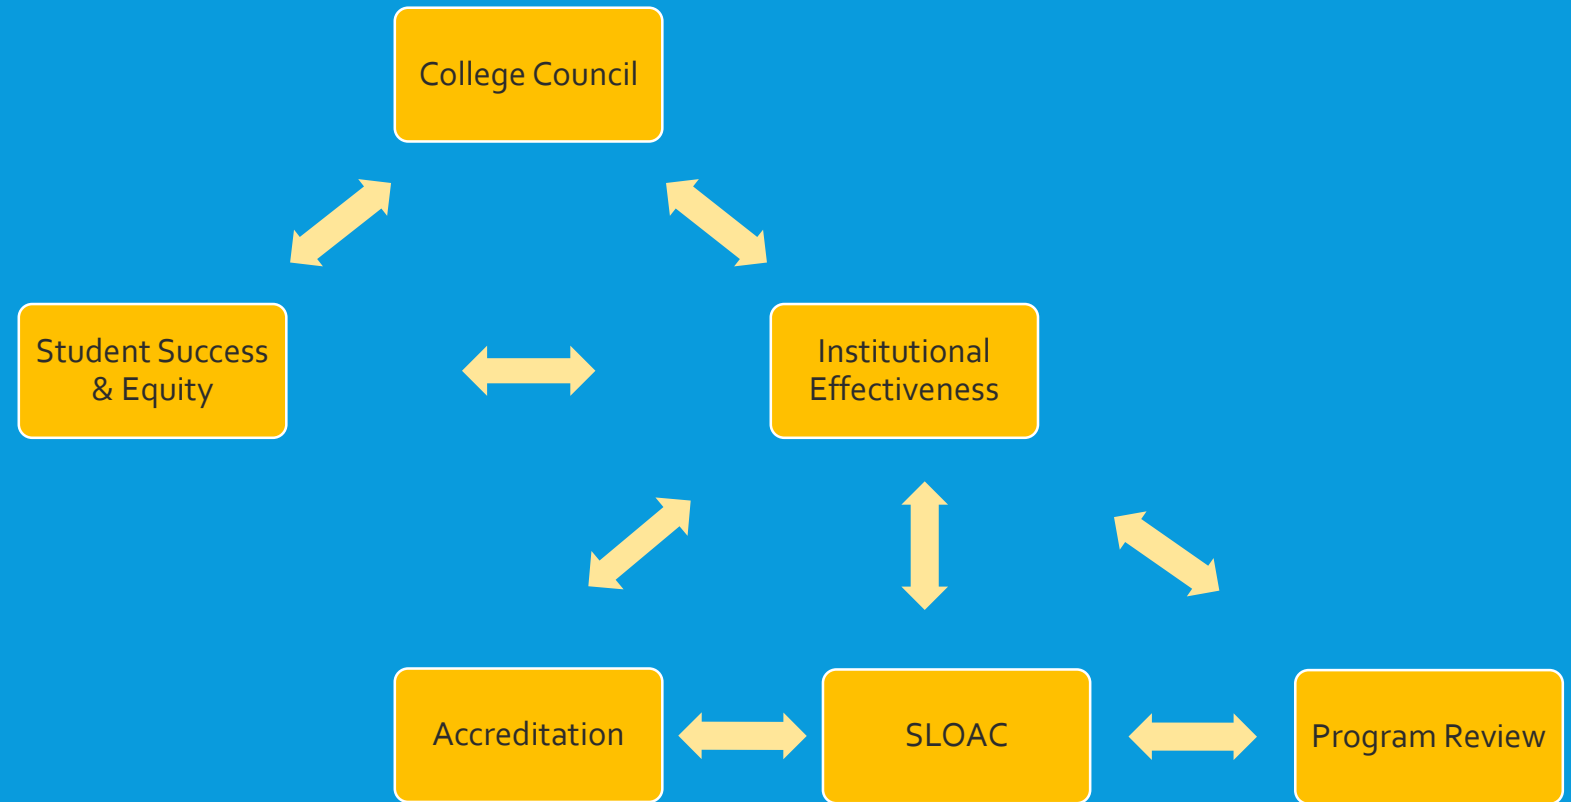 College Council
Student Success
& Equity
Institutional
Effectiveness
Accreditation
SLOAC
Program Review